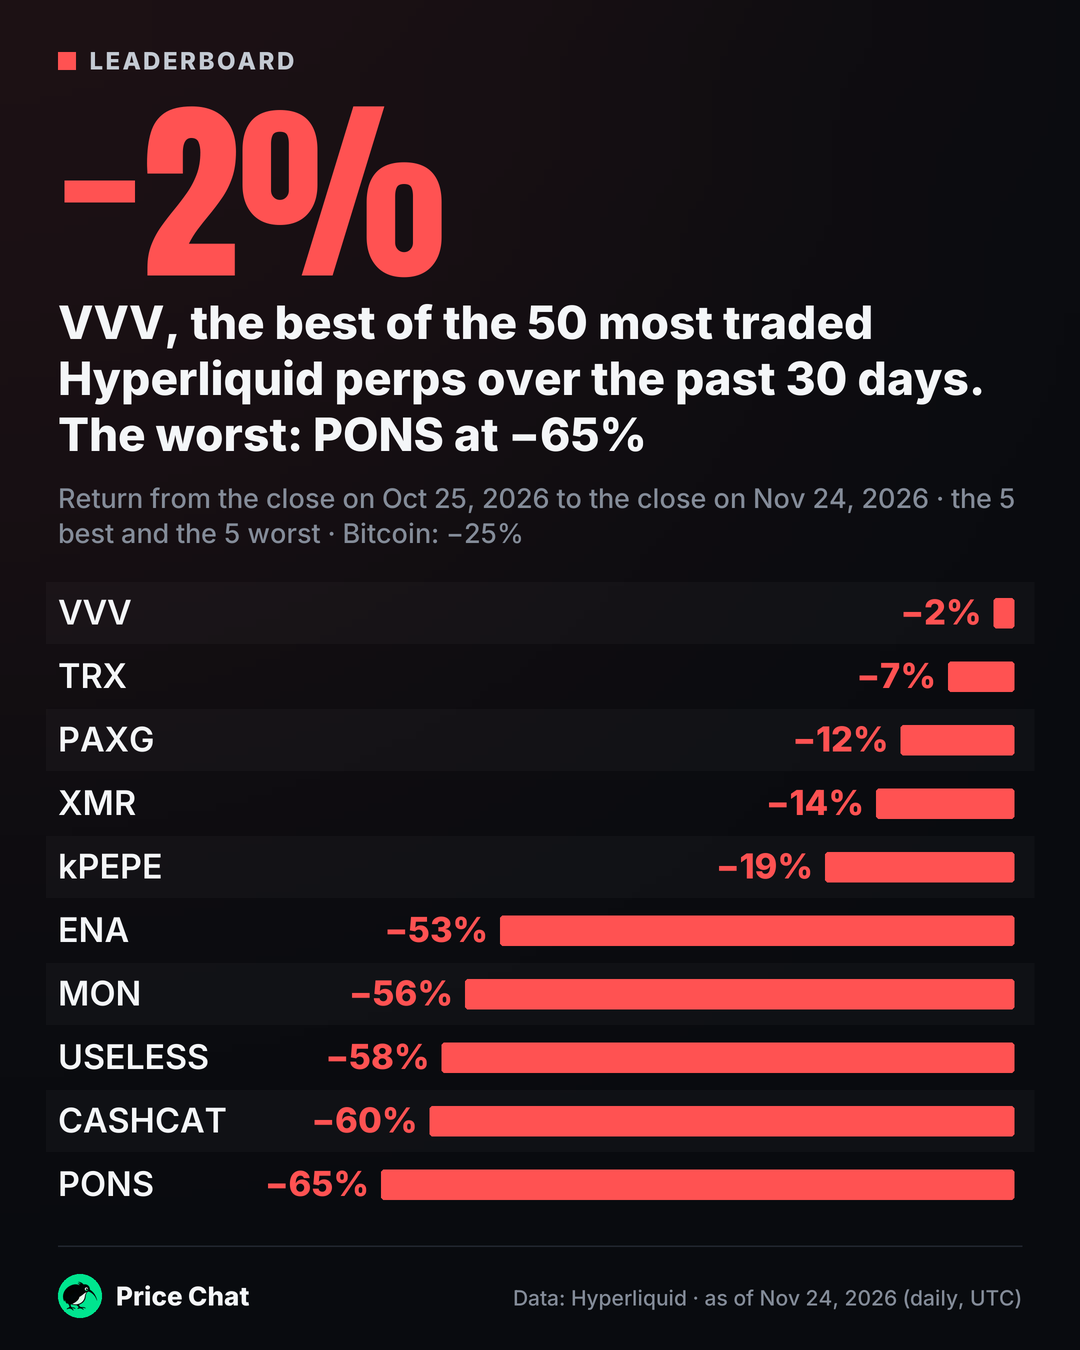 LEADERBOARD
−2%
VVV, the best of the 50 most traded
Hyperliquid perps over the past 30 days.
The worst: PONS at −65%
Return from the close on Oct 25, 2026 to the close on Nov 24, 2026 · the 5
best and the 5 worst · Bitcoin: −25%
VVV −2%
TRX −7%
PAXG −12%
XMR −14%
kPEPE −19%
ENA −53%
MON −56%
USELESS −58%
CASHCAT −60%
PONS −65%
Price Chat
Data: Hyperliquid · as of Nov 24, 2026 (daily, UTC)